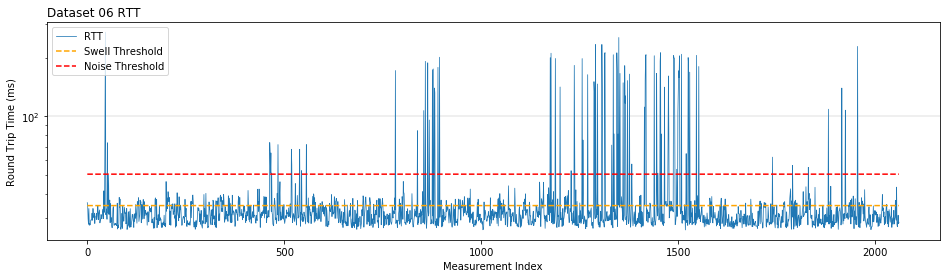 Dataset 06 RTT
RTT
Swell Threshold
Noise Threshold
Round Trip Time (ms)
10²
0 500 1000 1500 2000
Measurement Index